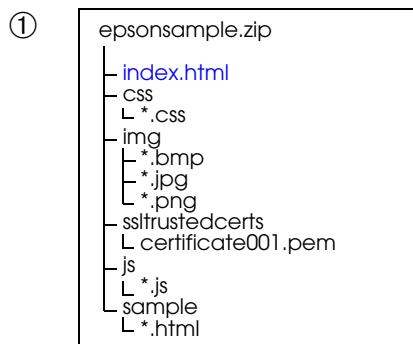 ①
epsonsample.zip
index.html
css
*.css
img
*.bmp
*.jpg
*.png
ssltrustedcerts
certificate001.pem
js
*.js
sample
*.html